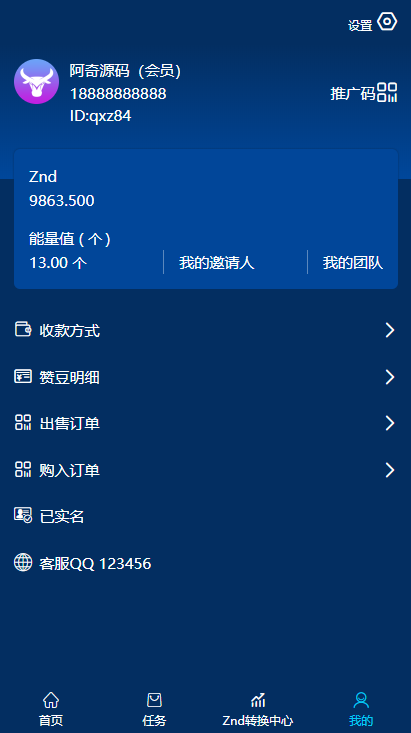 设置
阿奇源码（会员）
18888888888
推广码
ID:qxz84
Znd
9863.500
能量值 ( 个 )
13.00 个
我的邀请人
我的团队
收款方式
赞豆明细
出售订单
购入订单
已实名
客服QQ 123456
首页
任务
Znd转换中心
我的